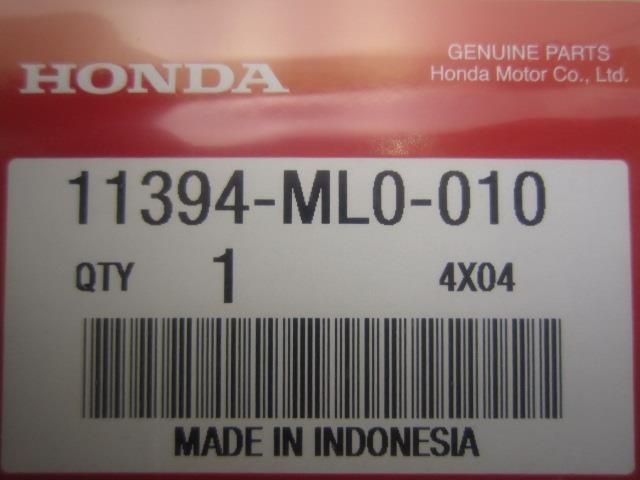 HONDA
GENUINE PARTS
Honda Motor Co., Ltd.
11394-ML0-010
QTY 1 4X04
MADE IN INDONESIA